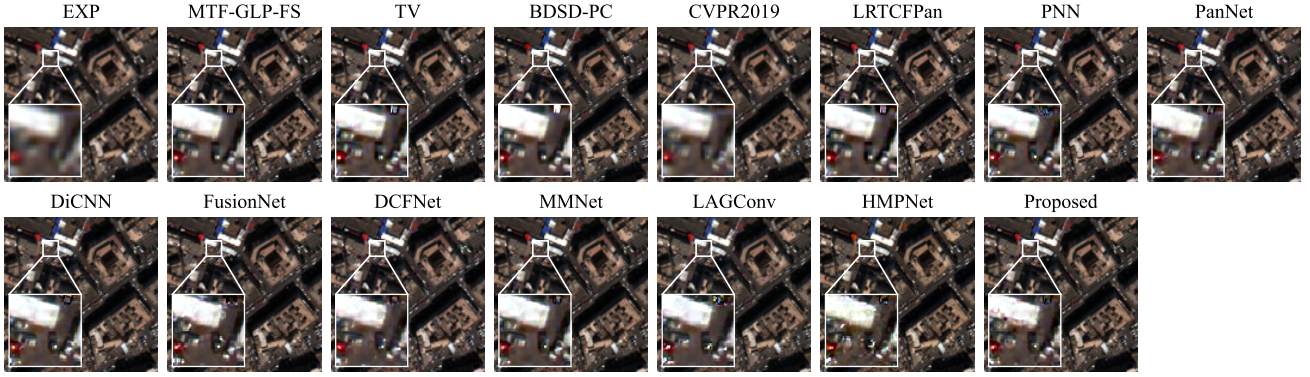 EXP MTF-GLP-FS TV BDSD-PC CVPR2019 LRTCFPan PNN PanNet
DiCNN FusionNet DCFNet MMNet LAGConv HMPNet Proposed